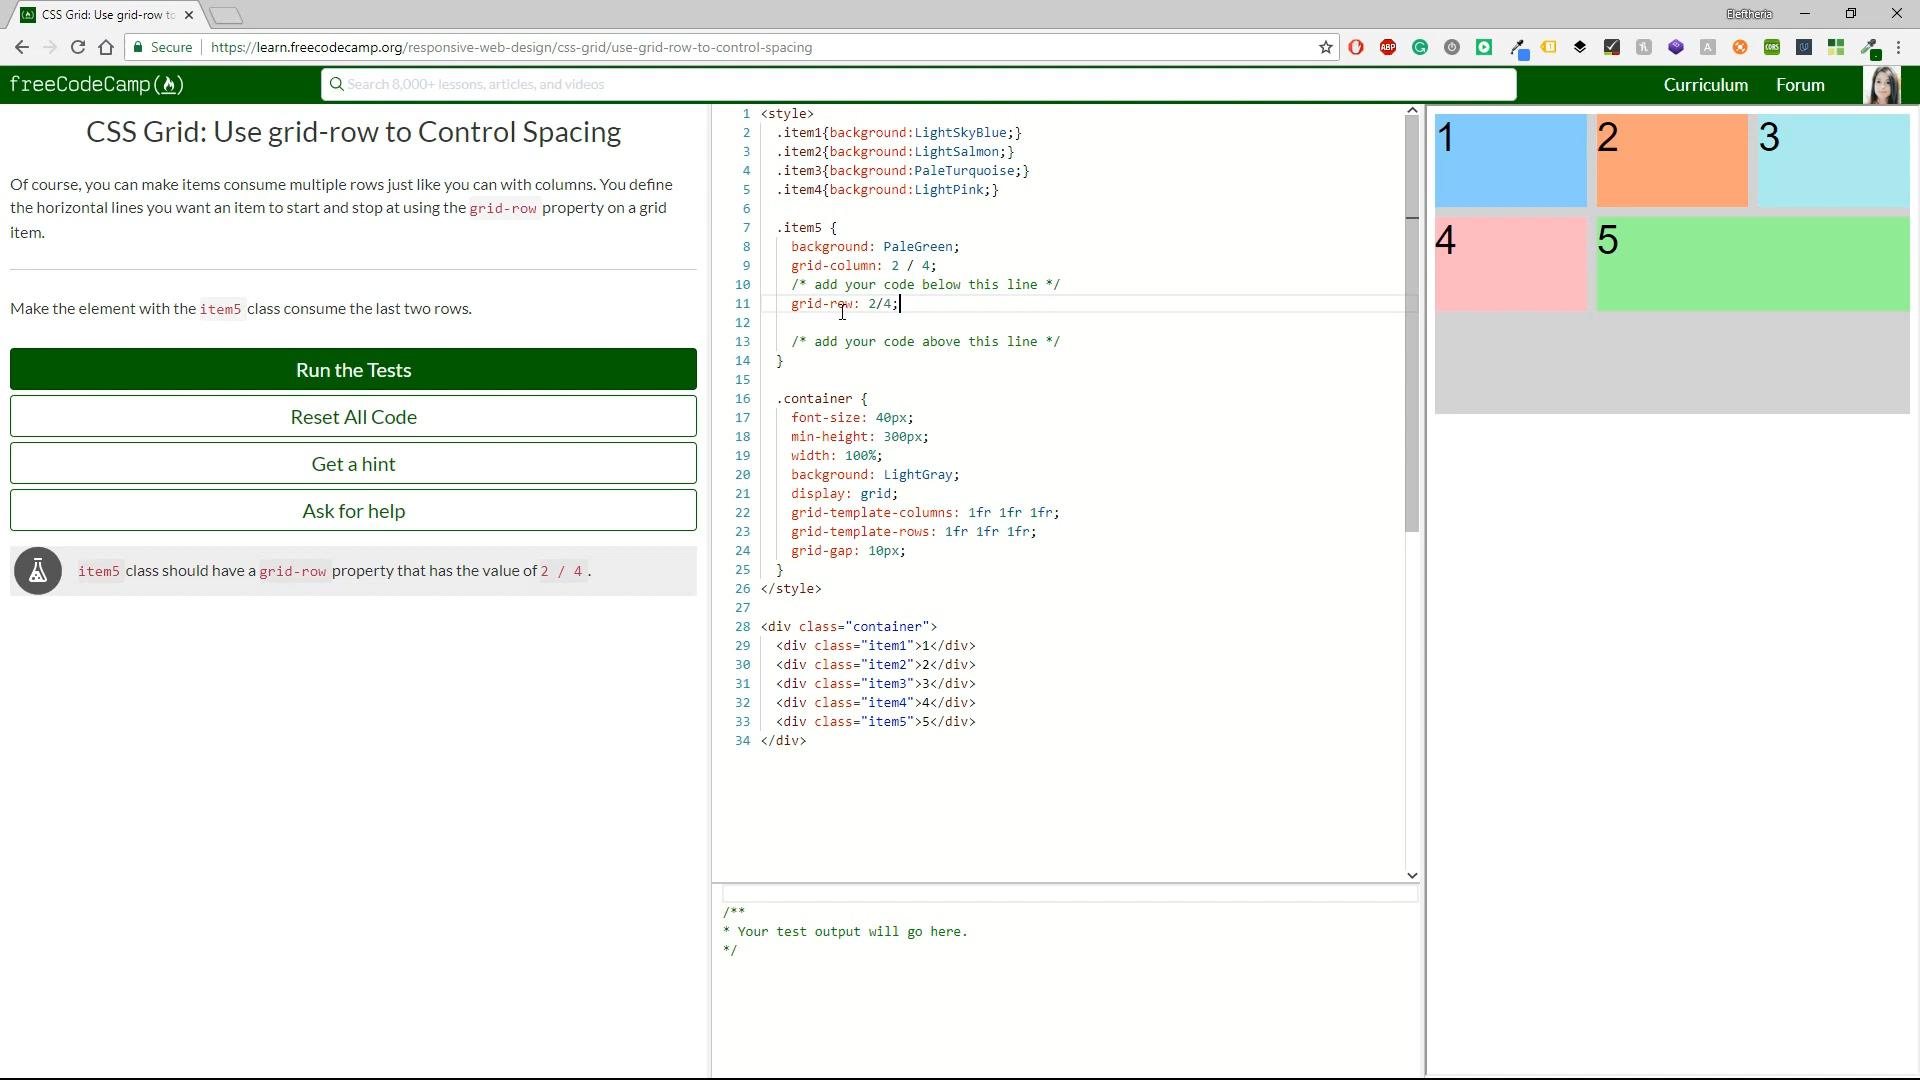 CSS Grid: Use grid-row to
Eleftheria
Secure | https://learn.freecodecamp.org/responsive-web-design/css-grid/use-grid-row-to-control-spacing
freeCodeCamp
Search 8,000+ lessons, articles, and videos
Curriculum
Forum
CSS Grid: Use grid-row to Control Spacing
Of course, you can make items consume multiple rows just like you can with columns. You define
the horizontal lines you want an item to start and stop at using the grid-row property on a grid
item.
Make the element with the item5 class consume the last two rows.
Run the Tests
Reset All Code
Get a hint
Ask for help
item5 class should have a grid-row property that has the value of 2 / 4 .
1 <style>
2 .item1{background:LightSkyBlue;}
3 .item2{background:LightSalmon;}
4 .item3{background:PaleTurquoise;}
5 .item4{background:LightPink;}
6
7 .item5 {
8 background: PaleGreen;
9 grid-column: 2 / 4;
10 /* add your code below this line */
11 grid-row: 2/4;
12
13 /* add your code above this line */
14 }
15
16 .container {
17 font-size: 40px;
18 min-height: 300px;
19 width: 100%;
20 background: LightGray;
21 display: grid;
22 grid-template-columns: 1fr 1fr 1fr;
23 grid-template-rows: 1fr 1fr 1fr;
24 grid-gap: 10px;
25 }
26 </style>
27
28 <div class="container">
29 <div class="item1">1</div>
30 <div class="item2">2</div>
31 <div class="item3">3</div>
32 <div class="item4">4</div>
33 <div class="item5">5</div>
34 </div>
/**
* Your test output will go here.
*/
1 2 3
4 5